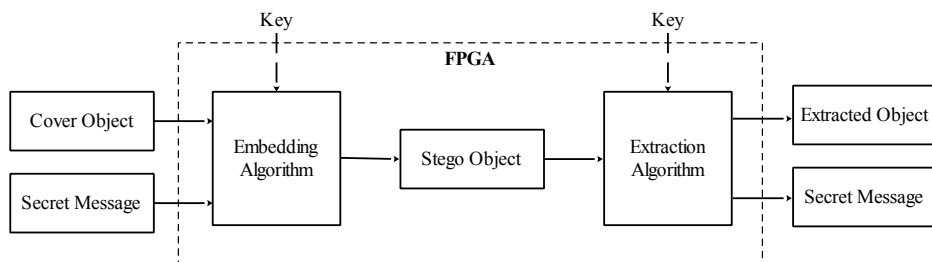 Key
Key
FPGA
Cover Object
Secret Message
Embedding
Algorithm
Stego Object
Extraction
Algorithm
Extracted Object
Secret Message